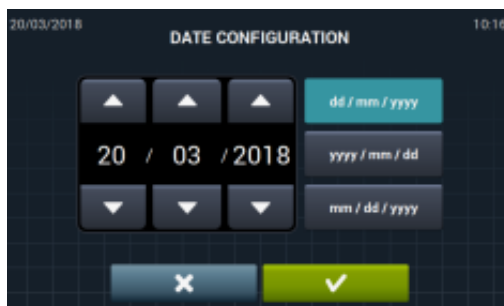 20/03/2018 10:16
DATE CONFIGURATION
dd / mm / yyyy
20 / 03 / 2018
yyyy / mm / dd
mm / dd / yyyy